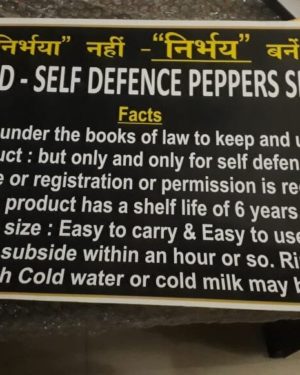 निर्भया" नहीं - "निर्भय" बनें
D - SELF DEFENCE PEPPERS S
Facts
under the books of law to keep and u
uct : but only and only for self defen
e or registration or permission is re
product has a shelf life of 6 years
size : Easy to carry & Easy to use
subside within an hour or so. Ri
h Cold water or cold milk may b